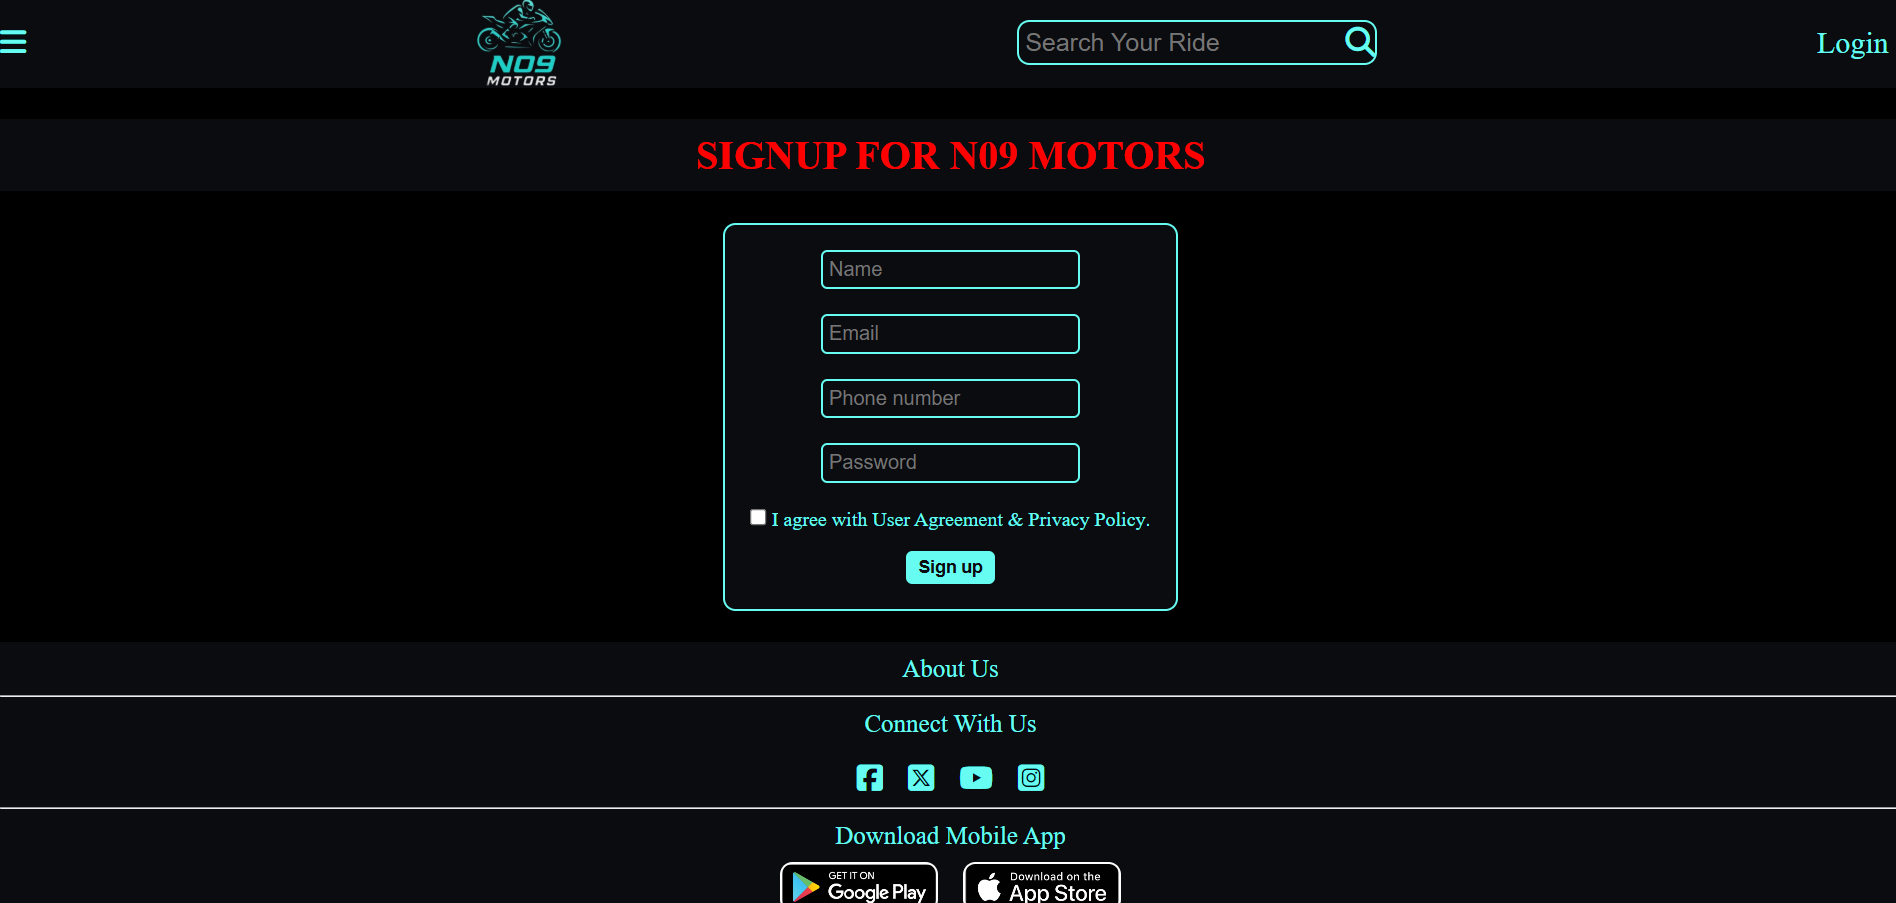 NO9
MOTORS
Search Your Ride
Login
SIGNUP FOR N09 MOTORS
Name
Email
Phone number
Password
I agree with User Agreement & Privacy Policy.
Sign up
About Us
Connect With Us
Download Mobile App
GET IT ON
Google Play
Download on the
App Store